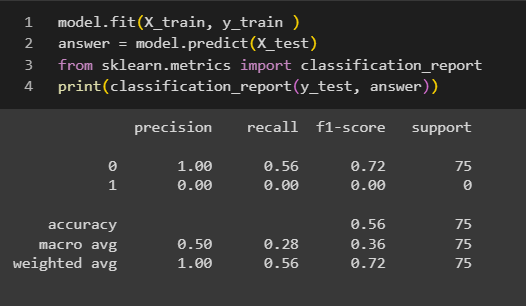 1 model.fit(X_train, y_train )
2 answer = model.predict(X_test)
3 from sklearn.metrics import classification_report
4 print(classification_report(y_test, answer))
precision recall f1-score support
0 1.00 0.56 0.72 75
1 0.00 0.00 0.00 0
accuracy 0.56 75
macro avg 0.50 0.28 0.36 75
weighted avg 1.00 0.56 0.72 75